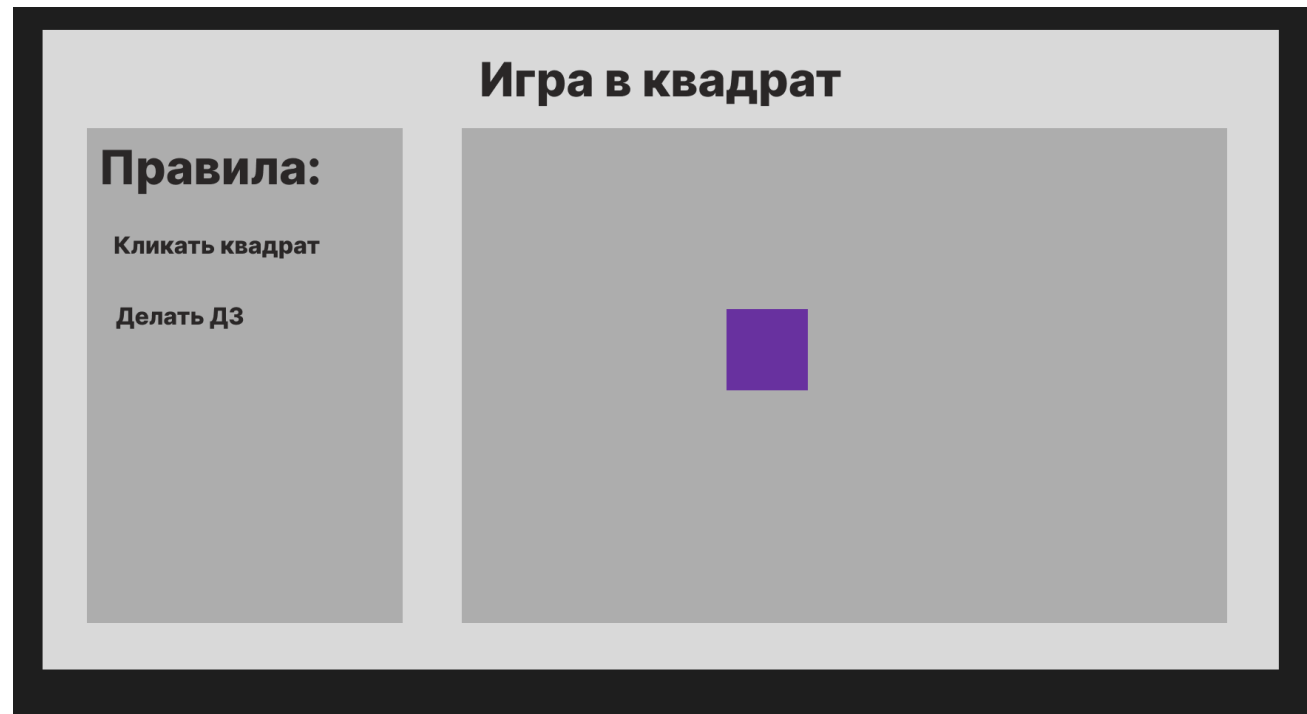 Игра в квадрат
Правила:
Кликать квадрат
Делать ДЗ